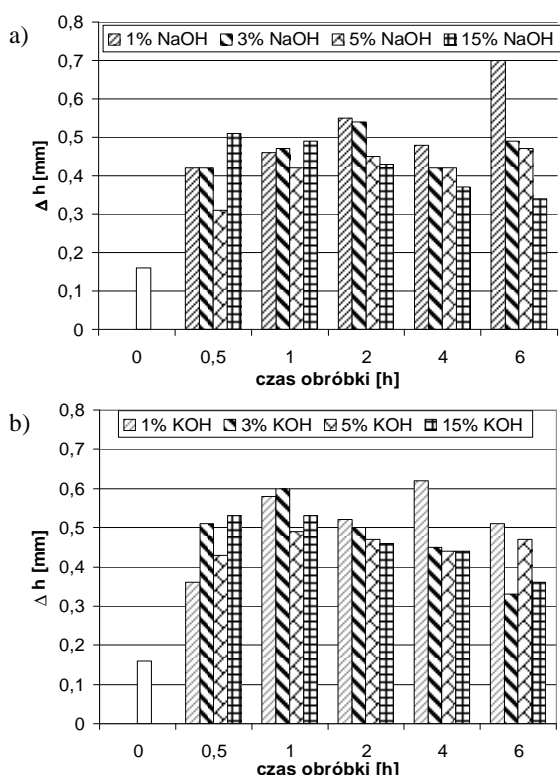 a)
1% NaOH 3% NaOH 5% NaOH 15% NaOH
0,8
0,7
0,6
0,5
0,4
0,3
0,2
0,1
0
Δ h [mm]
0 0,5 1 2 4 6
czas obróbki [h]
b)
1% KOH 3% KOH 5% KOH 15% KOH
0,8
0,7
0,6
0,5
0,4
0,3
0,2
0,1
0
Δ h [mm]
0 0,5 1 2 4 6
czas obróbki [h]